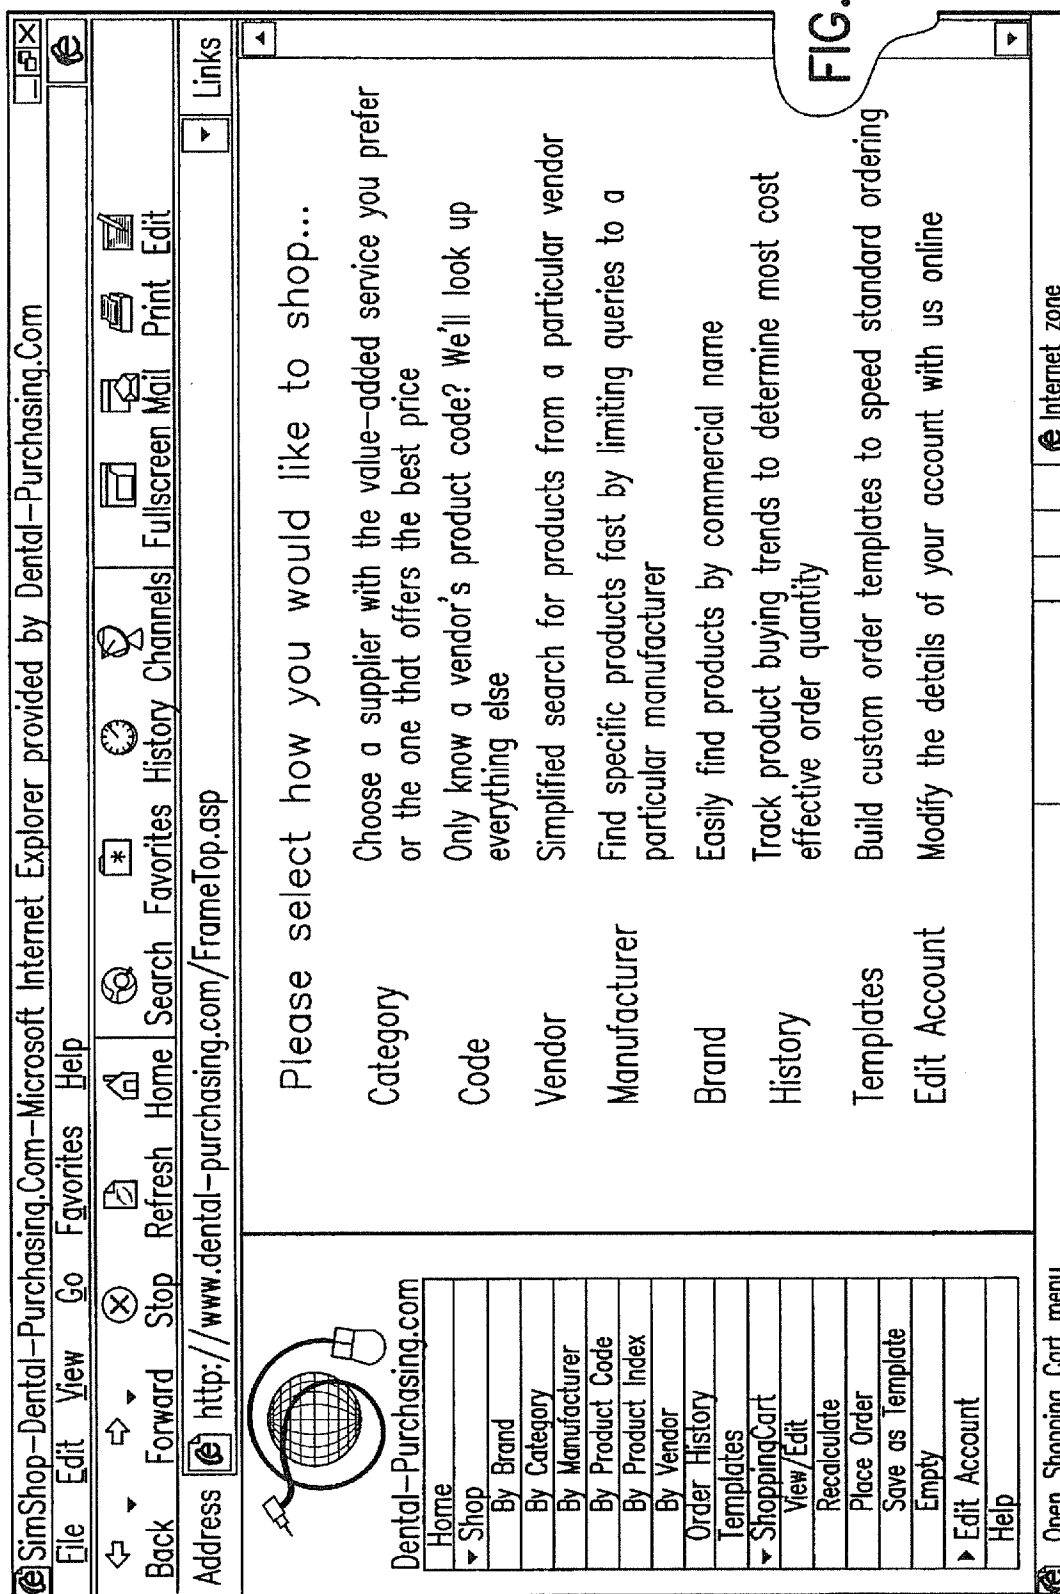 SimShop-Dental-Purchasing.Com-Microsoft Internet Explorer provided by Dental-Purchasing.Com
File Edit View Go Favorites Help
Back Forward Stop Refresh Home Search Favorites History Channels Fullscreen Mail Print Edit
Address http://www.dental-purchasing.com/FrameTop.asp Links
Dental-Purchasing.com
Home
Shop
By Brand
By Category
By Manufacturer
By Product Code
By Product Index
By Vendor
Order History
Templates
ShoppingCart
View/Edit
Recalculate
Place Order
Save as Template
Empty
Edit Account
Help
Please select how you would like to shop...
Category Choose a supplier with the value-added service you prefer
or the one that offers the best price
Code Only know a vendor's product code? We'll look up
everything else
Vendor Simplified search for products from a particular vendor
Manufacturer Find specific products fast by limiting queries to a
particular manufacturer
Brand Easily find products by commercial name
History Track product buying trends to determine most cost
effective order quantity
Templates Build custom order templates to speed standard ordering
Edit Account Modify the details of your account with us online
FIG.
Open Shopping Cart menu Internet zone